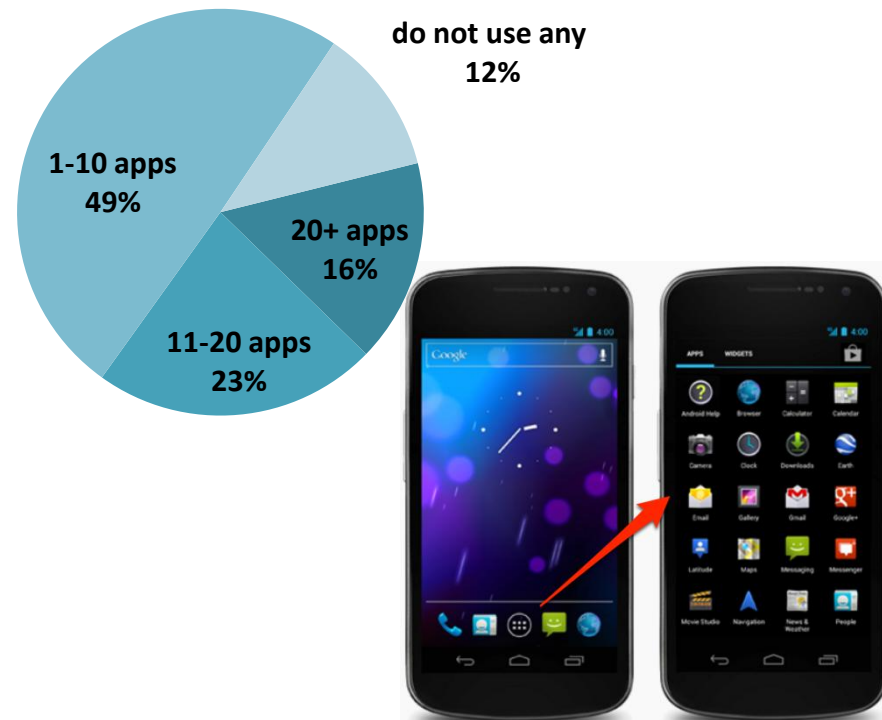 do not use any
12%
1-10 apps
49%
20+ apps
16%
11-20 apps
23%
4:00
Google
4:00
APPS WIDGETS
Android Help Browser Calculator Calendar
Camera Clock Downloads Earth
Email Gallery Gmail Google+
Latitude Maps Messaging Messenger
Movie Studio Navigation News & Weather People